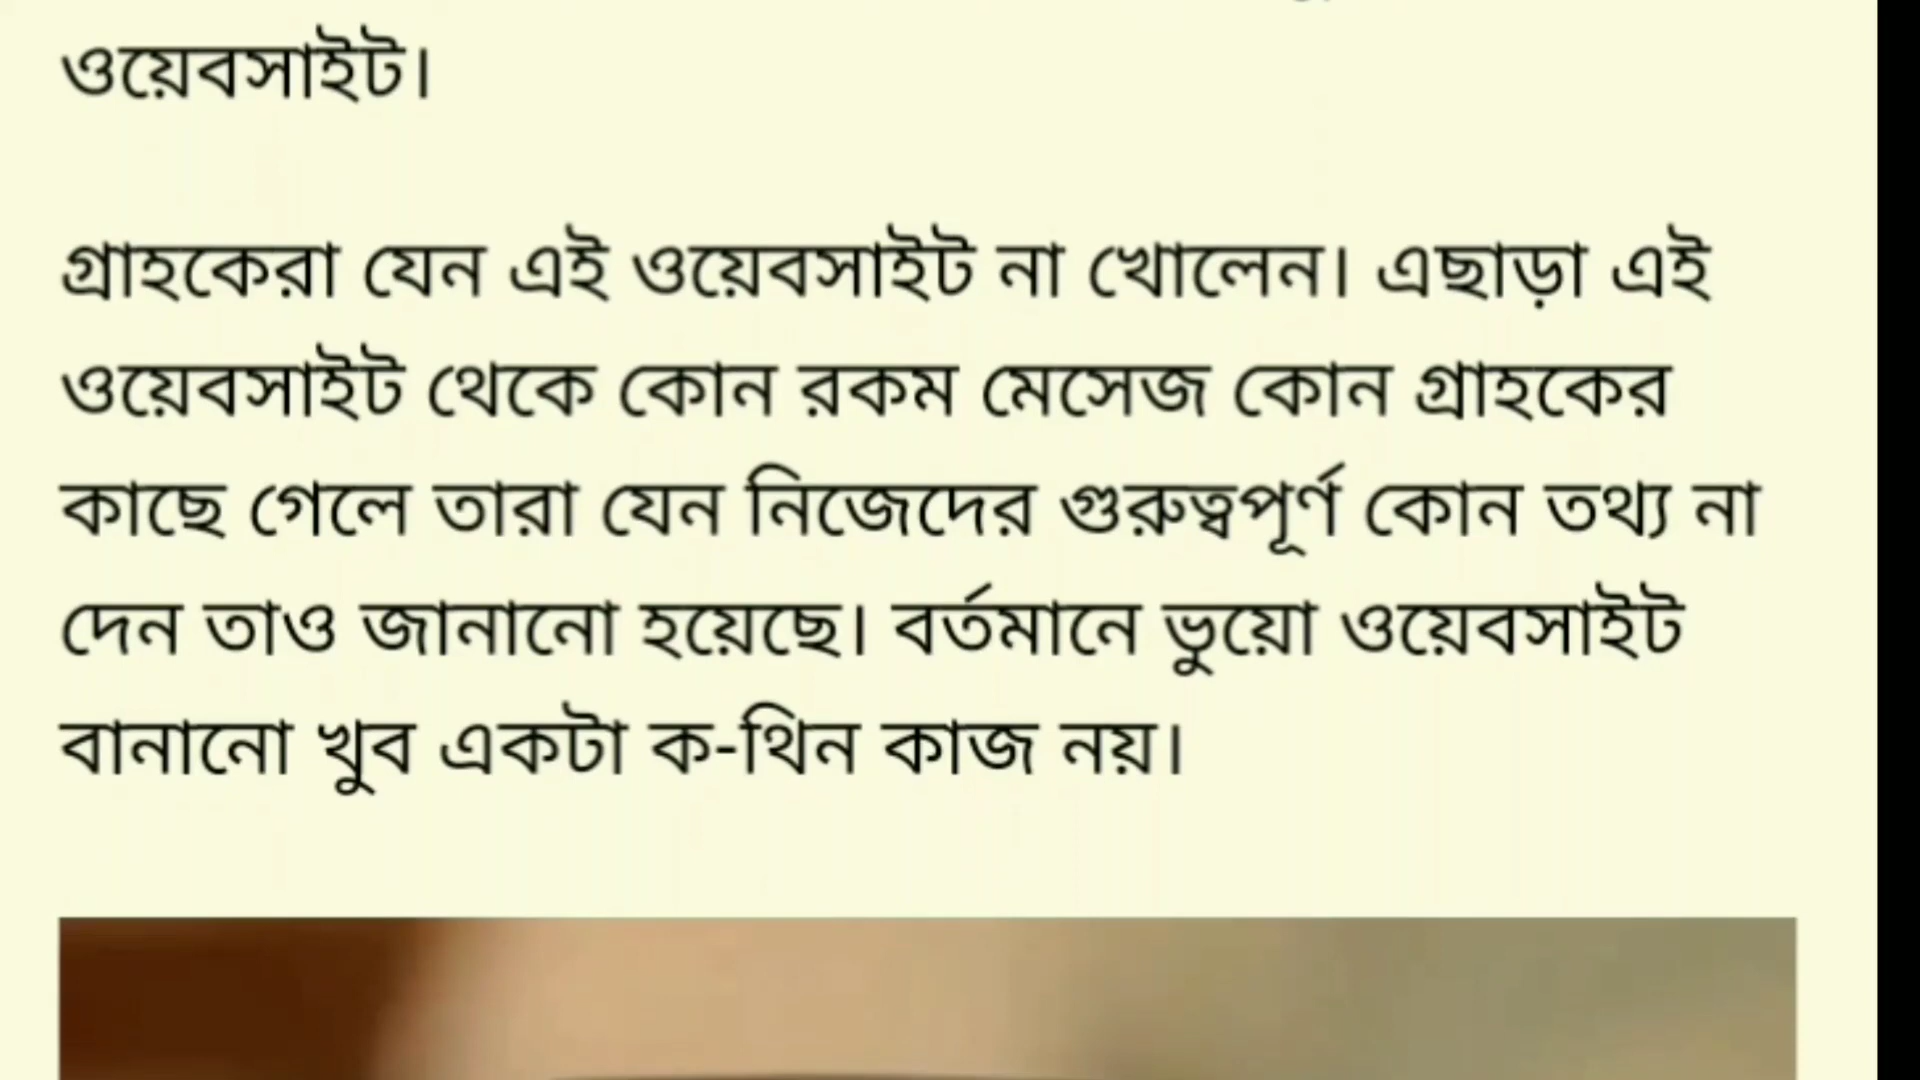 ওয়েবসাইট।
গ্রাহকেরা যেন এই ওয়েবসাইট না খোলেন। এছাড়া এই
ওয়েবসাইট থেকে কোন রকম মেসেজ কোন গ্রাহকের
কাছে গেলে তারা যেন নিজেদের গুরুত্বপূর্ণ কোন তথ্য না
দেন তাও জানানো হয়েছে। বর্তমানে ভুয়ো ওয়েবসাইট
বানানো খুব একটা ক-থিন কাজ নয়।